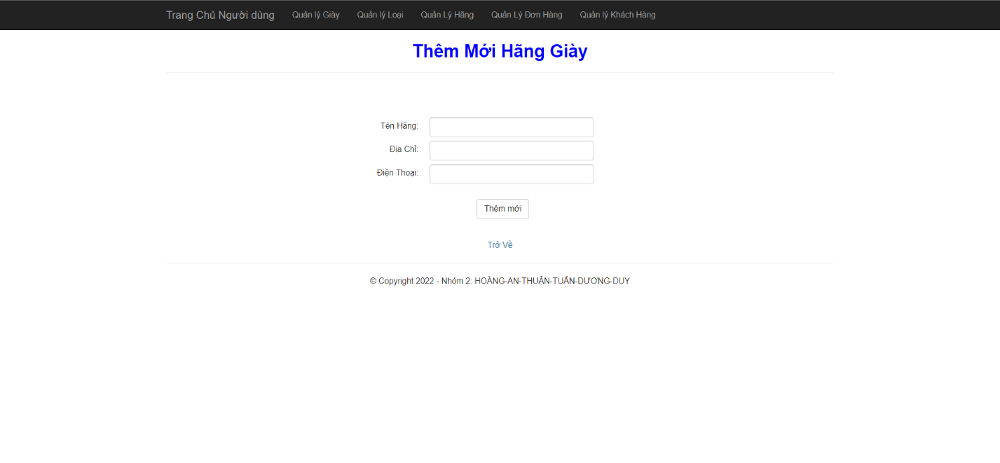 Trang Chủ Người dùng Quản lý Giày Quản lý Loại Quản Lý Hãng Quản Lý Đơn Hàng Quản lý Khách Hàng
Thêm Mới Hãng Giày
Tên Hãng:
Địa Chỉ:
Điện Thoại:
Thêm mới
Trở Về
© Copyright 2022 - Nhóm 2: HOÀNG-AN-THUẬN-TUẤN-DƯƠNG-DUY